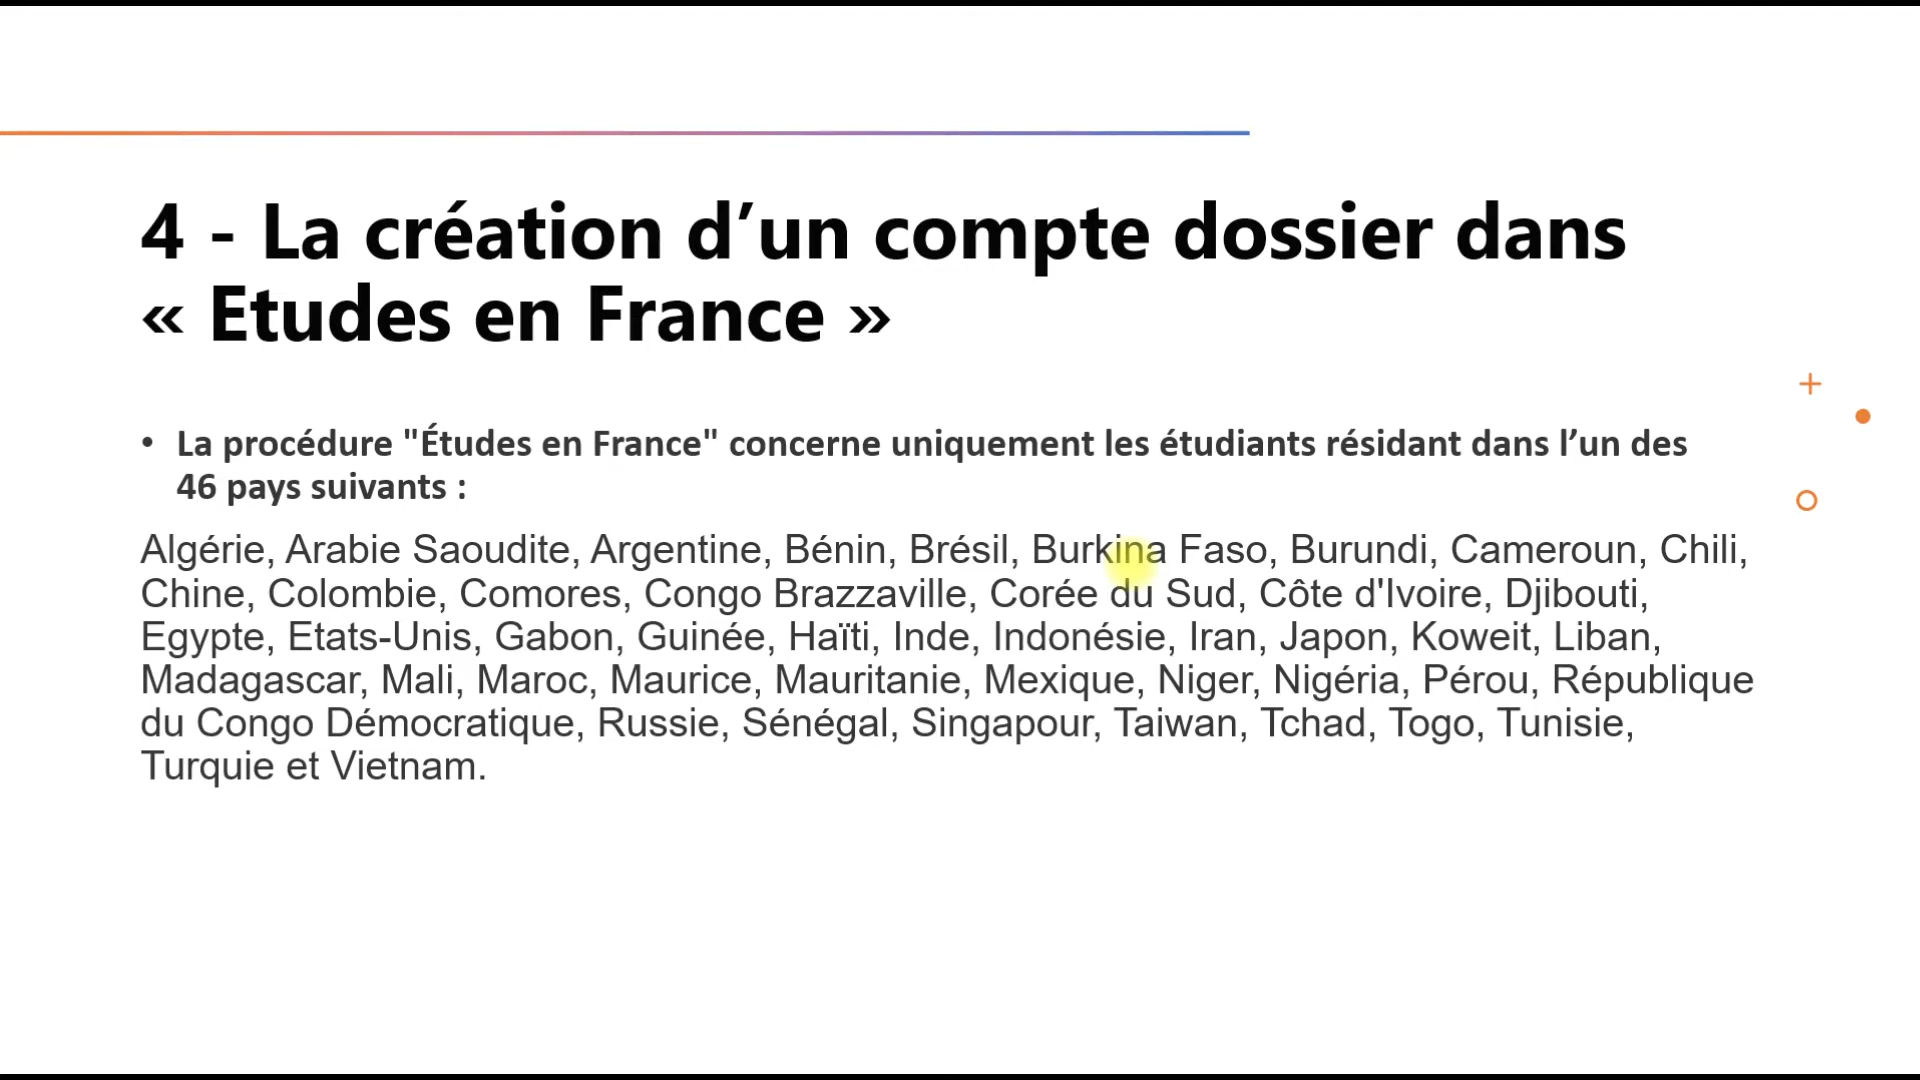 4 - La création d’un compte dossier dans
« Etudes en France »
• La procédure "Études en France" concerne uniquement les étudiants résidant dans l’un des
46 pays suivants :
Algérie, Arabie Saoudite, Argentine, Bénin, Brésil, Burkina Faso, Burundi, Cameroun, Chili,
Chine, Colombie, Comores, Congo Brazzaville, Corée du Sud, Côte d'Ivoire, Djibouti,
Egypte, Etats-Unis, Gabon, Guinée, Haïti, Inde, Indonésie, Iran, Japon, Koweit, Liban,
Madagascar, Mali, Maroc, Maurice, Mauritanie, Mexique, Niger, Nigéria, Pérou, République
du Congo Démocratique, Russie, Sénégal, Singapour, Taiwan, Tchad, Togo, Tunisie,
Turquie et Vietnam.